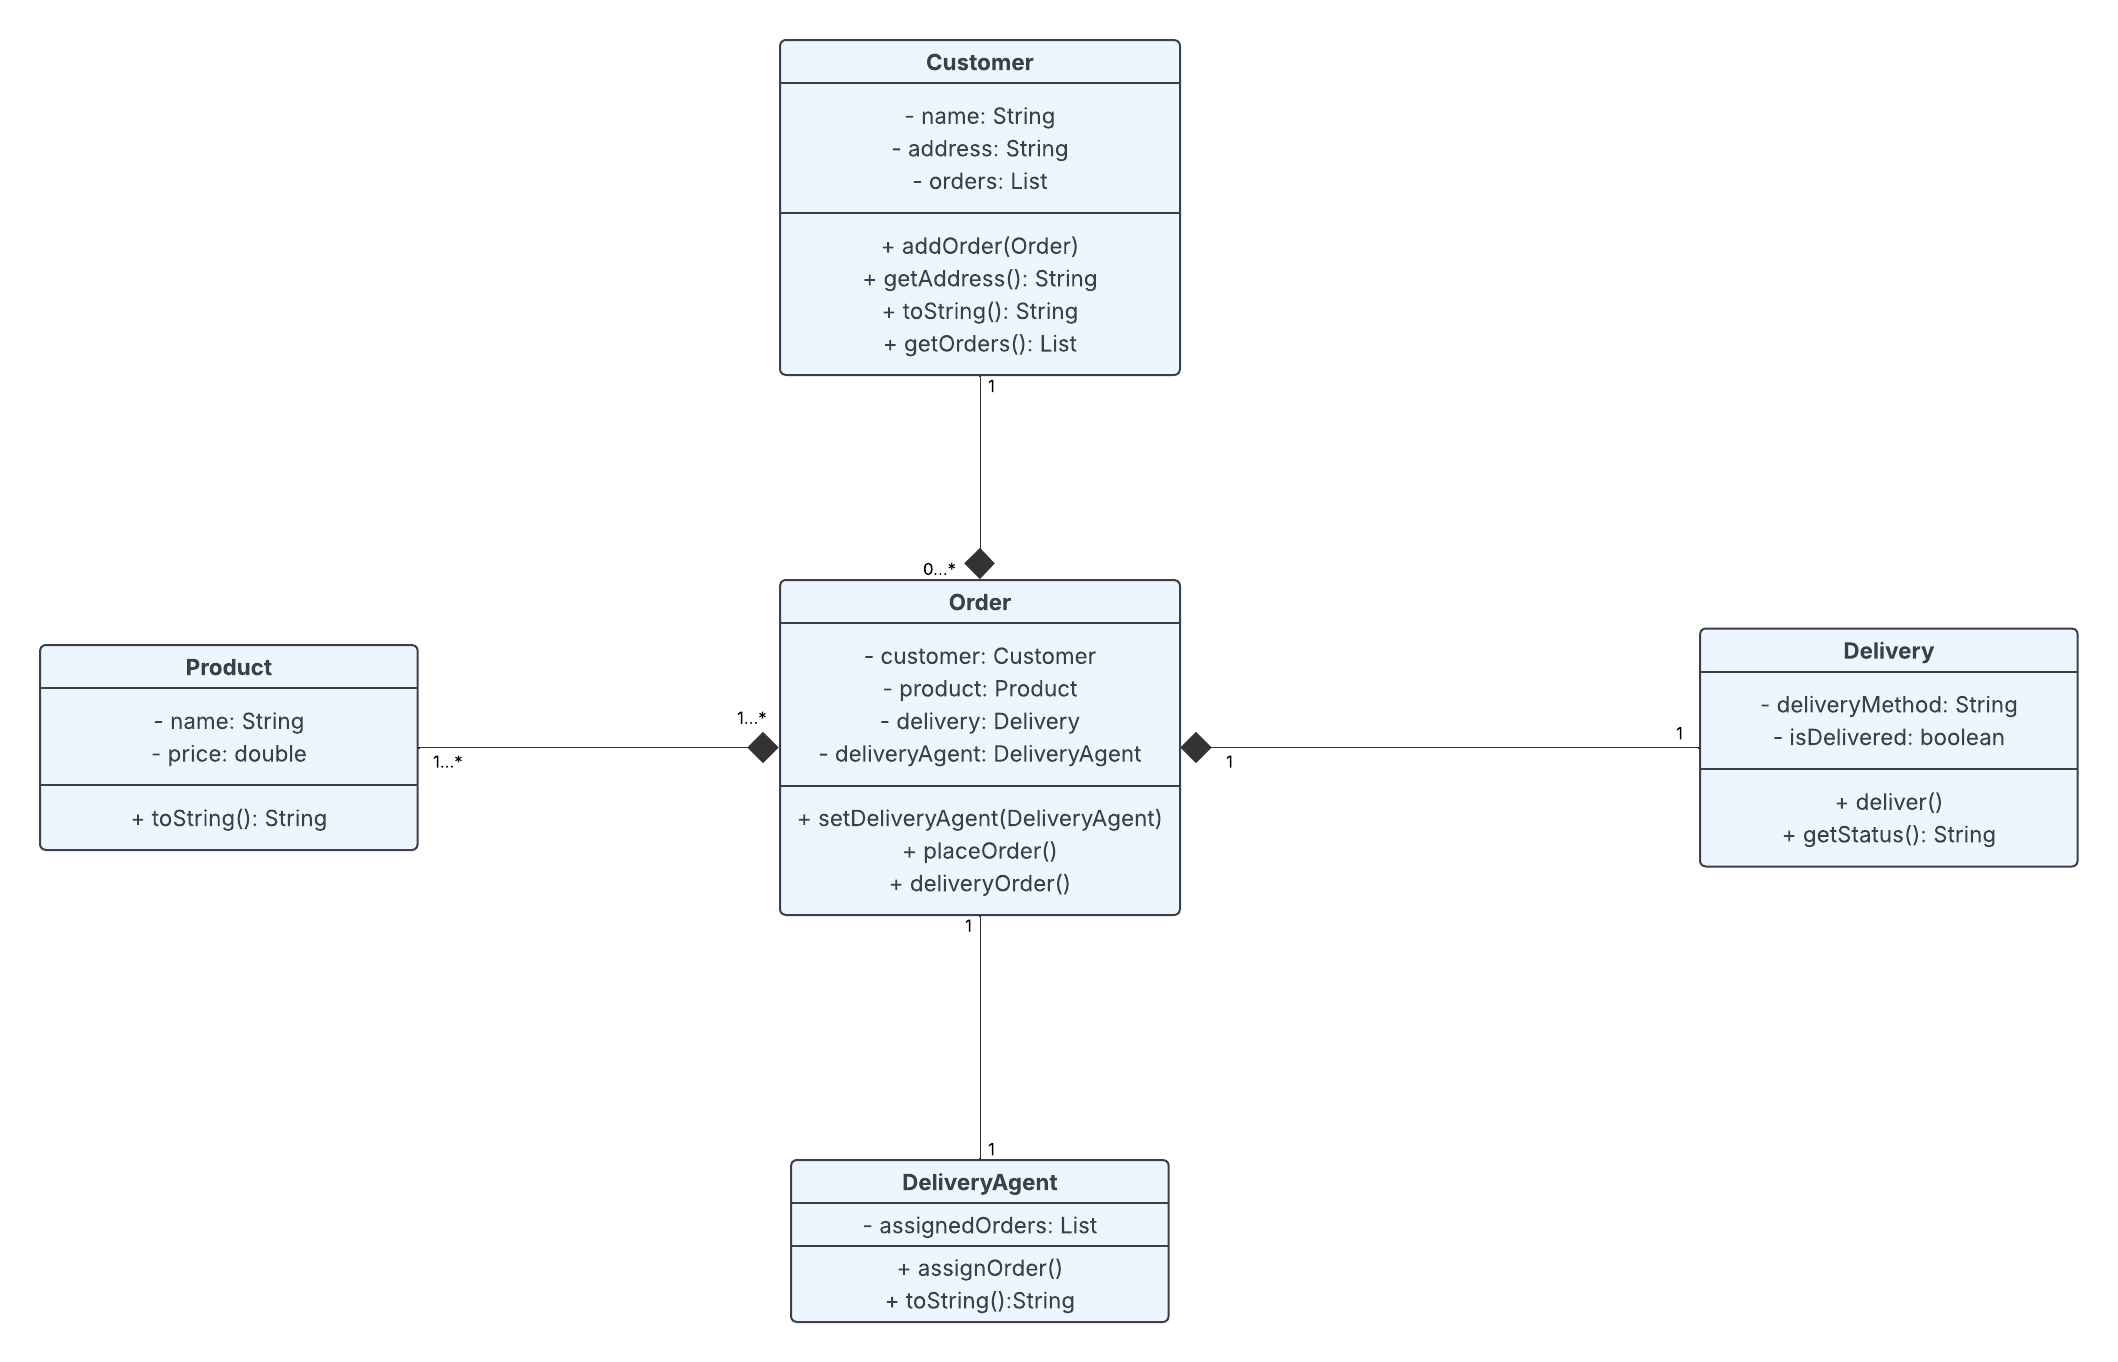 Customer
- name: String
- address: String
- orders: List
+ addOrder(Order)
+ getAddress(): String
+ toString(): String
+ getOrders(): List
1
0...*
Order
- customer: Customer
- product: Product
- delivery: Delivery
- deliveryAgent: DeliveryAgent
+ setDeliveryAgent(DeliveryAgent)
+ placeOrder()
+ deliveryOrder()
Product
- name: String
- price: double
+ toString(): String
1...*
1...*
Delivery
- deliveryMethod: String
- isDelivered: boolean
+ deliver()
+ getStatus(): String
1
1
1
1
DeliveryAgent
- assignedOrders: List
+ assignOrder()
+ toString():String